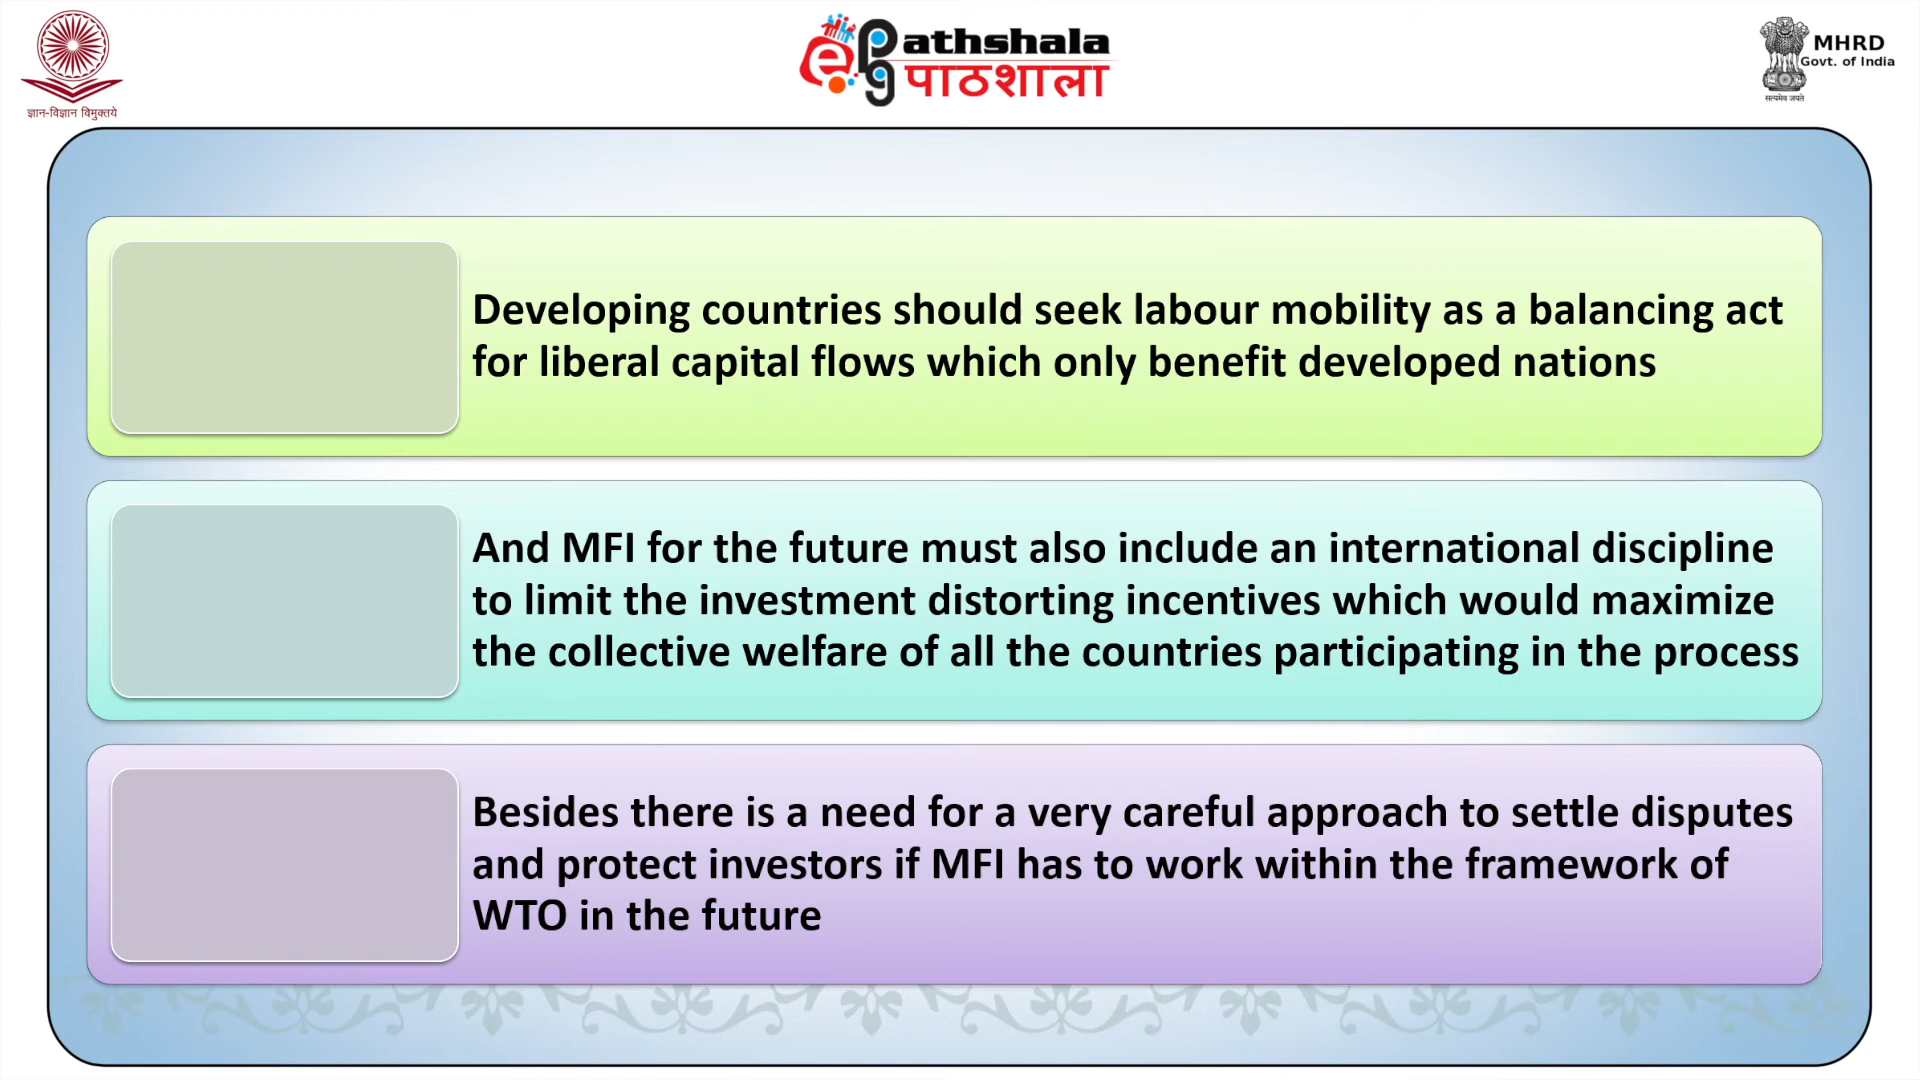 ज्ञान-विज्ञान विमुक्तये
e PG athshala
पाठशाला
MHRD
Govt. of India
सत्यमेव जयते
Developing countries should seek labour mobility as a balancing act
for liberal capital flows which only benefit developed nations
And MFI for the future must also include an international discipline
to limit the investment distorting incentives which would maximize
the collective welfare of all the countries participating in the process
Besides there is a need for a very careful approach to settle disputes
and protect investors if MFI has to work within the framework of
WTO in the future